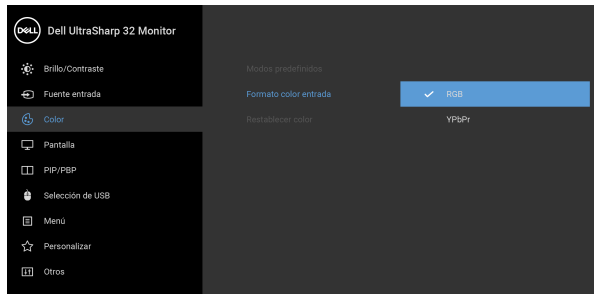 DELL Dell UltraSharp 32 Monitor
Brillo/Contraste
Fuente entrada
Color
Pantalla
PIP/PBP
Selección de USB
Menú
Personalizar
Otros
Modos predefinidos
Formato color entrada
Restablecer color
RGB
YPbPr